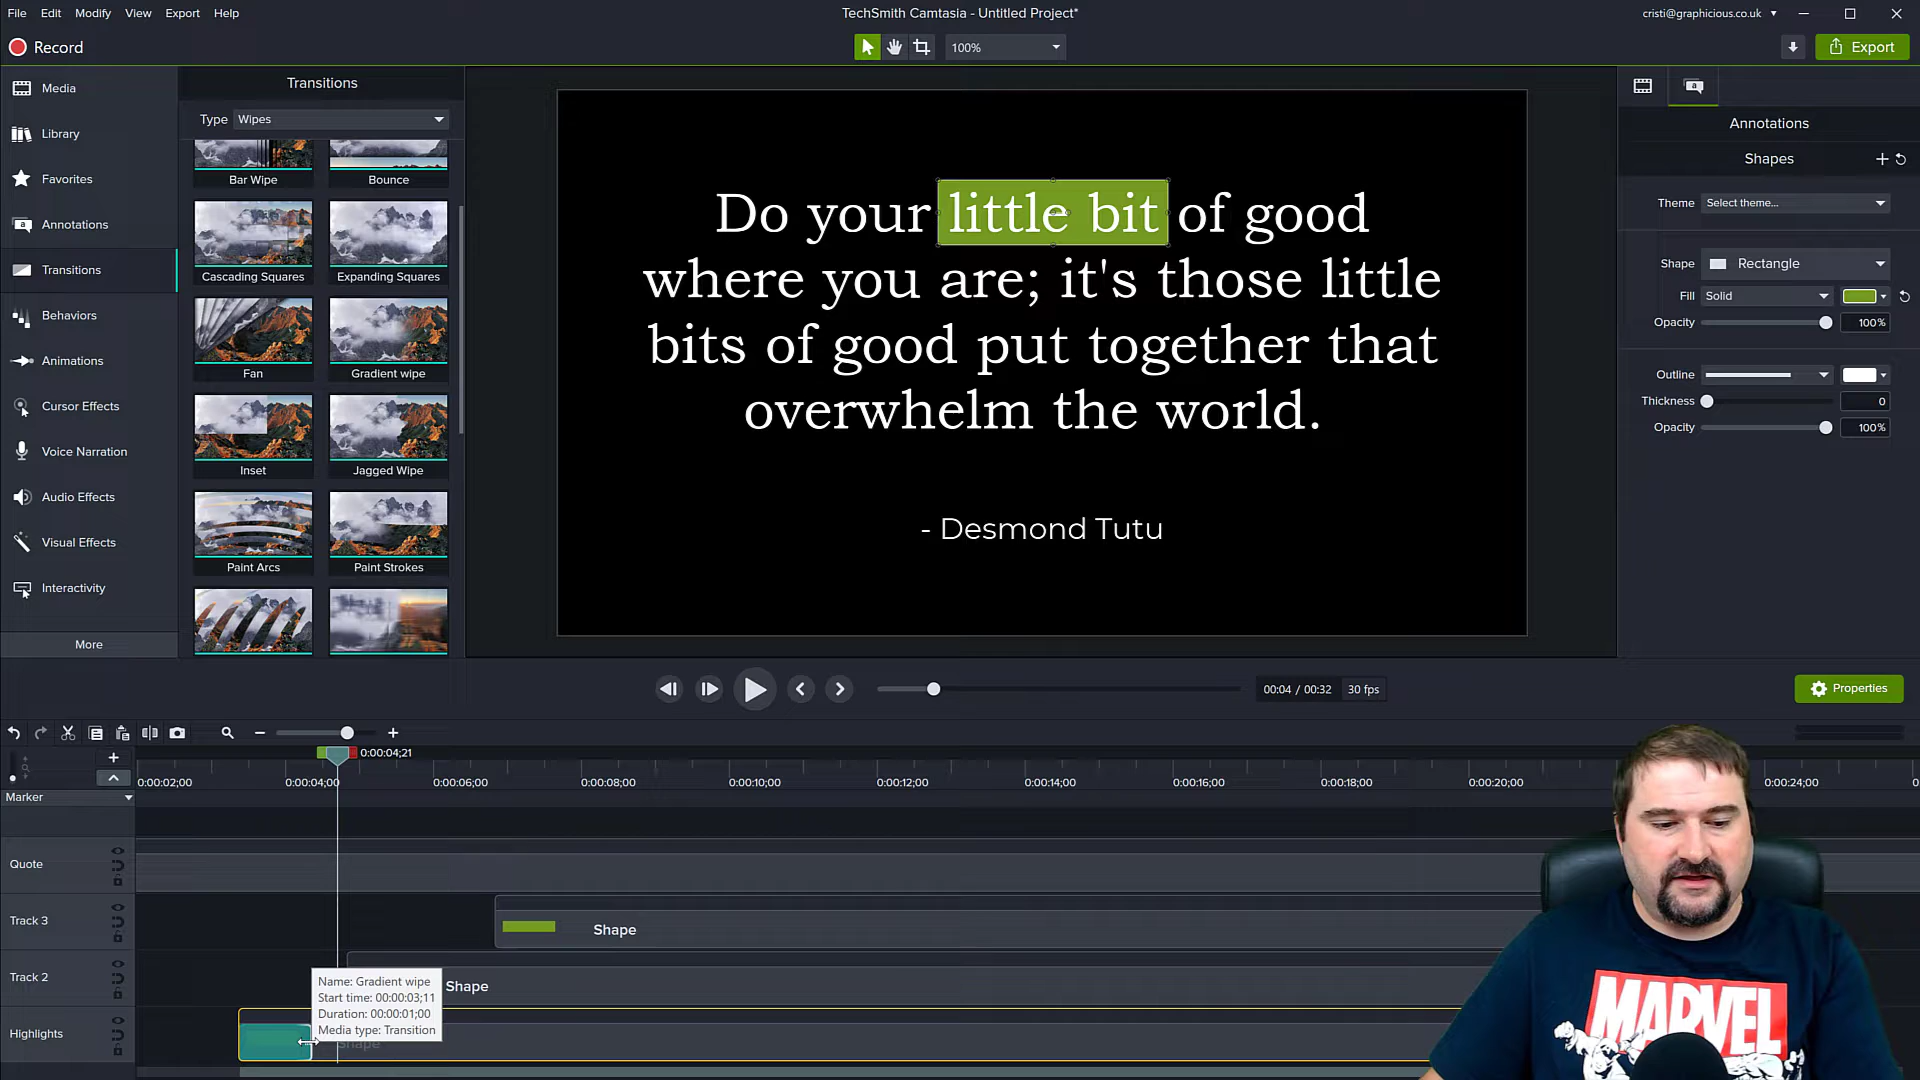 File Edit Modify View Export Help
TechSmith Camtasia - Untitled Project*
cristi@graphicious.co.uk
Record
100%
Export
Media
Library
Favorites
Annotations
Transitions
Behaviors
Animations
Cursor Effects
Voice Narration
Audio Effects
Visual Effects
Interactivity
More
Transitions
Type Wipes
Bar Wipe Bounce
Cascading Squares Expanding Squares
Fan Gradient wipe
Inset Jagged Wipe
Paint Arcs Paint Strokes
Do your little bit of good
where you are; it's those little
bits of good put together that
overwhelm the world.
- Desmond Tutu
a
Annotations
Shapes
Theme Select theme...
Shape Rectangle
Fill Solid
Opacity 100%
Outline
Thickness 0
Opacity 100%
00:04 / 00:32 30 fps
Properties
0:00:04;21
0:00:02;00 0:00:04;00 0:00:06;00 0:00:08;00 0:00:10;00 0:00:12;00 0:00:14;00 0:00:16;00 0:00:18;00 0:00:20;00 0:00:24;00
Marker
Quote
Track 3
Shape
Track 2
Shape
Name: Gradient wipe
Start time: 00:00:03;11
Duration: 00:00:01;00
Media type: Transition
Highlights
Shape
MARVEL